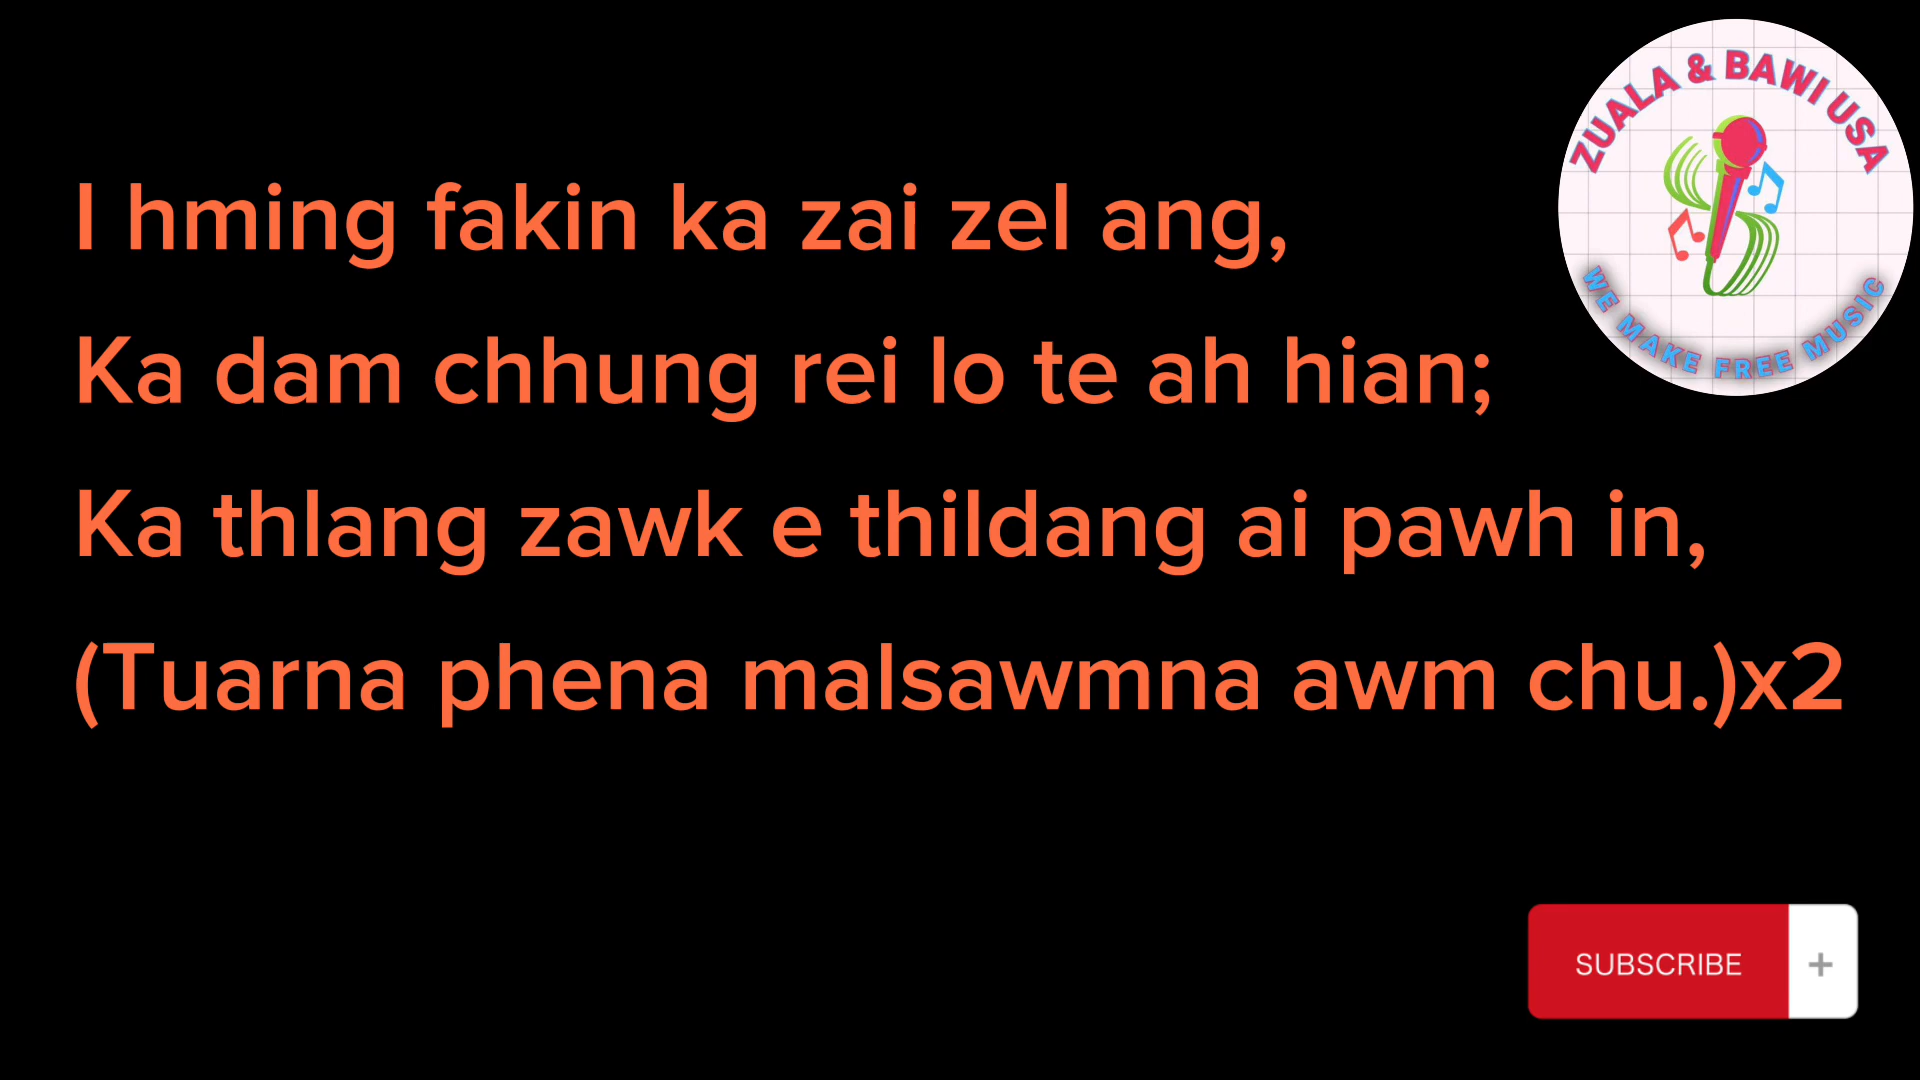 ZUALA & BAWI USA
I hming fakin ka zai zel ang,
Ka dam chhung rei lo te ah hian;
WE MAKE FREE MUSIC
Ka thlang zawk e thildang ai pawh in,
(Tuarna phena malsawmna awm chu.)x2
SUBSCRIBE +